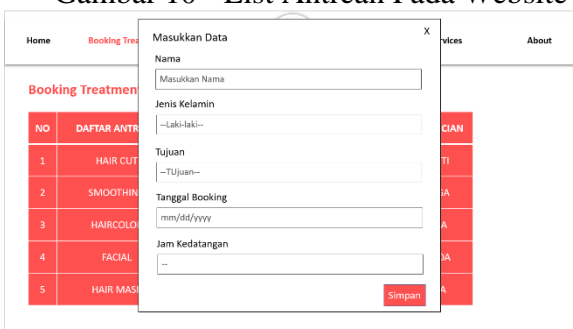 Gambar 16 - List Antrean Pada Website
Home Booking Trea rvices About
Booking Treatmen
Masukkan Data X
Nama
Masukkan Nama
Jenis Kelamin
--Laki-laki--
Tujuan
--TUjuan--
Tanggal Booking
mm/dd/yyyy
Jam Kedatangan
--
Simpan
NO DAFTAR ANTR CIAN
1 HAIR CUT TI
2 SMOOTHIN GA
3 HAIRCOLO A
4 FACIAL DA
5 HAIR MAS A